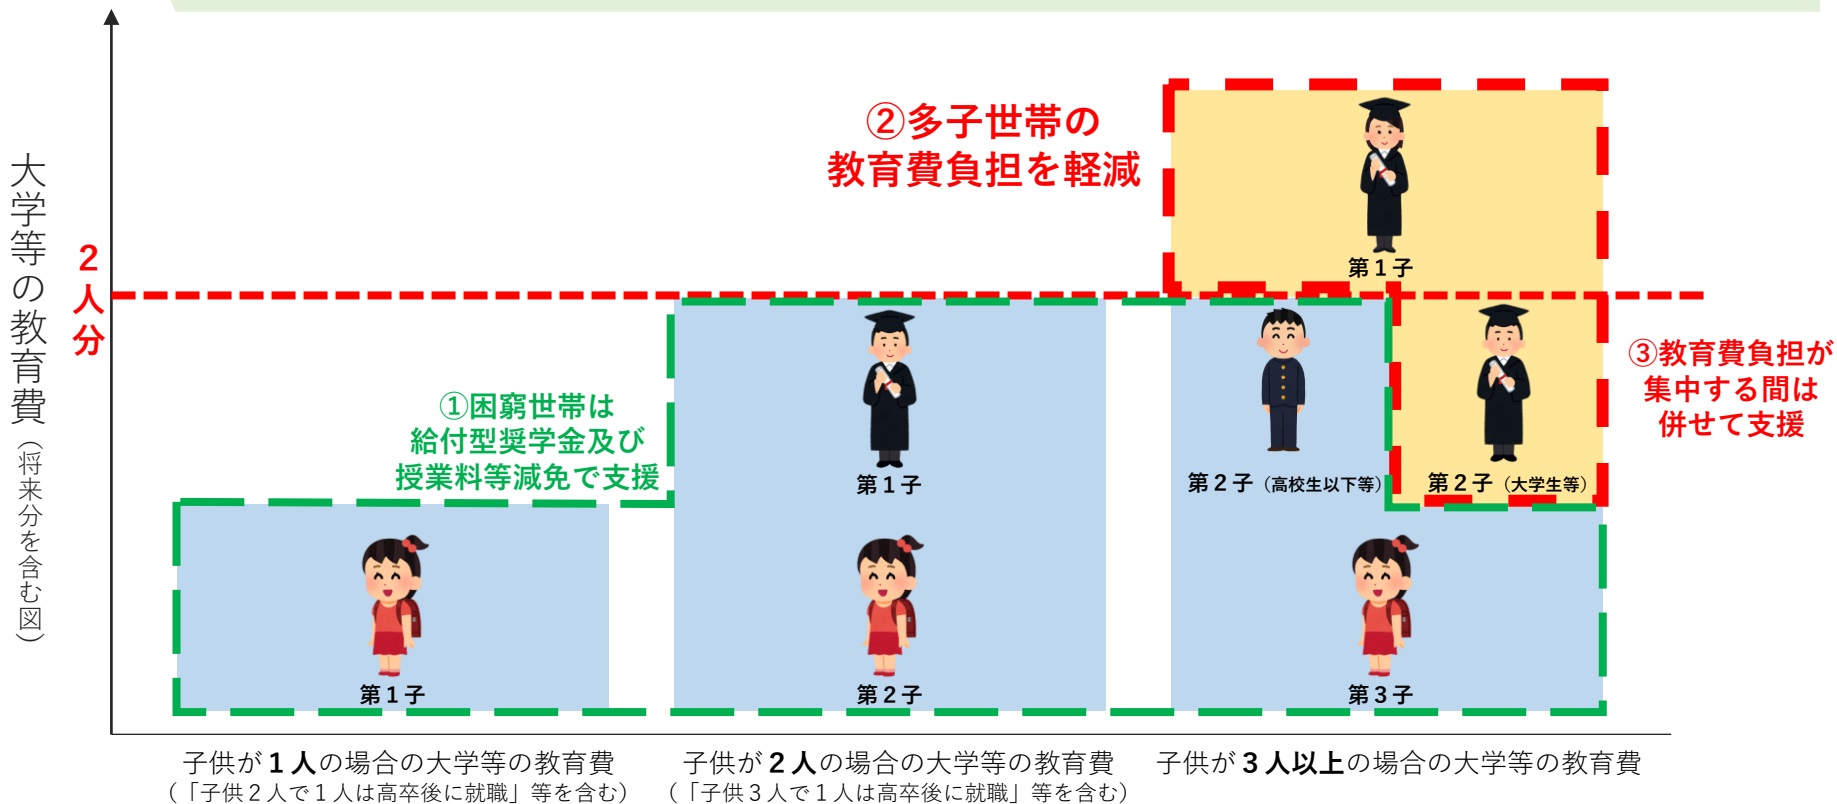 大学等の教育費（将来分を含む図）
2人分
②多子世帯の
教育費負担を軽減
第1子
①困窮世帯は
給付型奨学金及び
授業料等減免で支援
第1子
第2子（高校生以下等）
第2子（大学生等）
③教育費負担が
集中する間は
併せて支援
第1子
第2子
第3子
子供が1人の場合の大学等の教育費
（「子供2人で1人は高卒後に就職」等を含む）
子供が2人の場合の大学等の教育費
（「子供3人で1人は高卒後に就職」等を含む）
子供が3人以上の場合の大学等の教育費